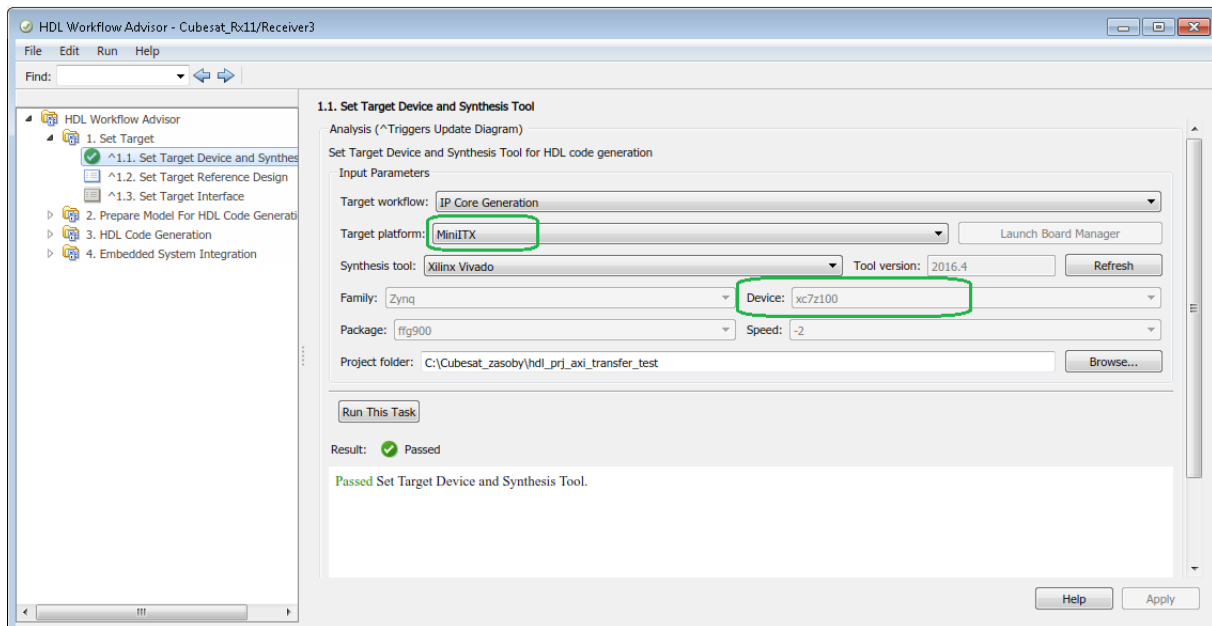 HDL Workflow Advisor - Cubesat_Rx11/Receiver3
File Edit Run Help
Find:
HDL Workflow Advisor
1. Set Target
^1.1. Set Target Device and Synthes
^1.2. Set Target Reference Design
^1.3. Set Target Interface
2. Prepare Model For HDL Code Generati
3. HDL Code Generation
4. Embedded System Integration
1.1. Set Target Device and Synthesis Tool
Analysis (^Triggers Update Diagram)
Set Target Device and Synthesis Tool for HDL code generation
Input Parameters
Target workflow: IP Core Generation
Target platform: MiniITX Launch Board Manager
Synthesis tool: Xilinx Vivado Tool version: 2016.4 Refresh
Family: Zynq Device: xc7z100
Package: ffg900 Speed: -2
Project folder: C:\Cubesat_zasoby\hdl_prj_axi_transfer_test Browse...
Run This Task
Result: Passed
Passed Set Target Device and Synthesis Tool.
Help Apply